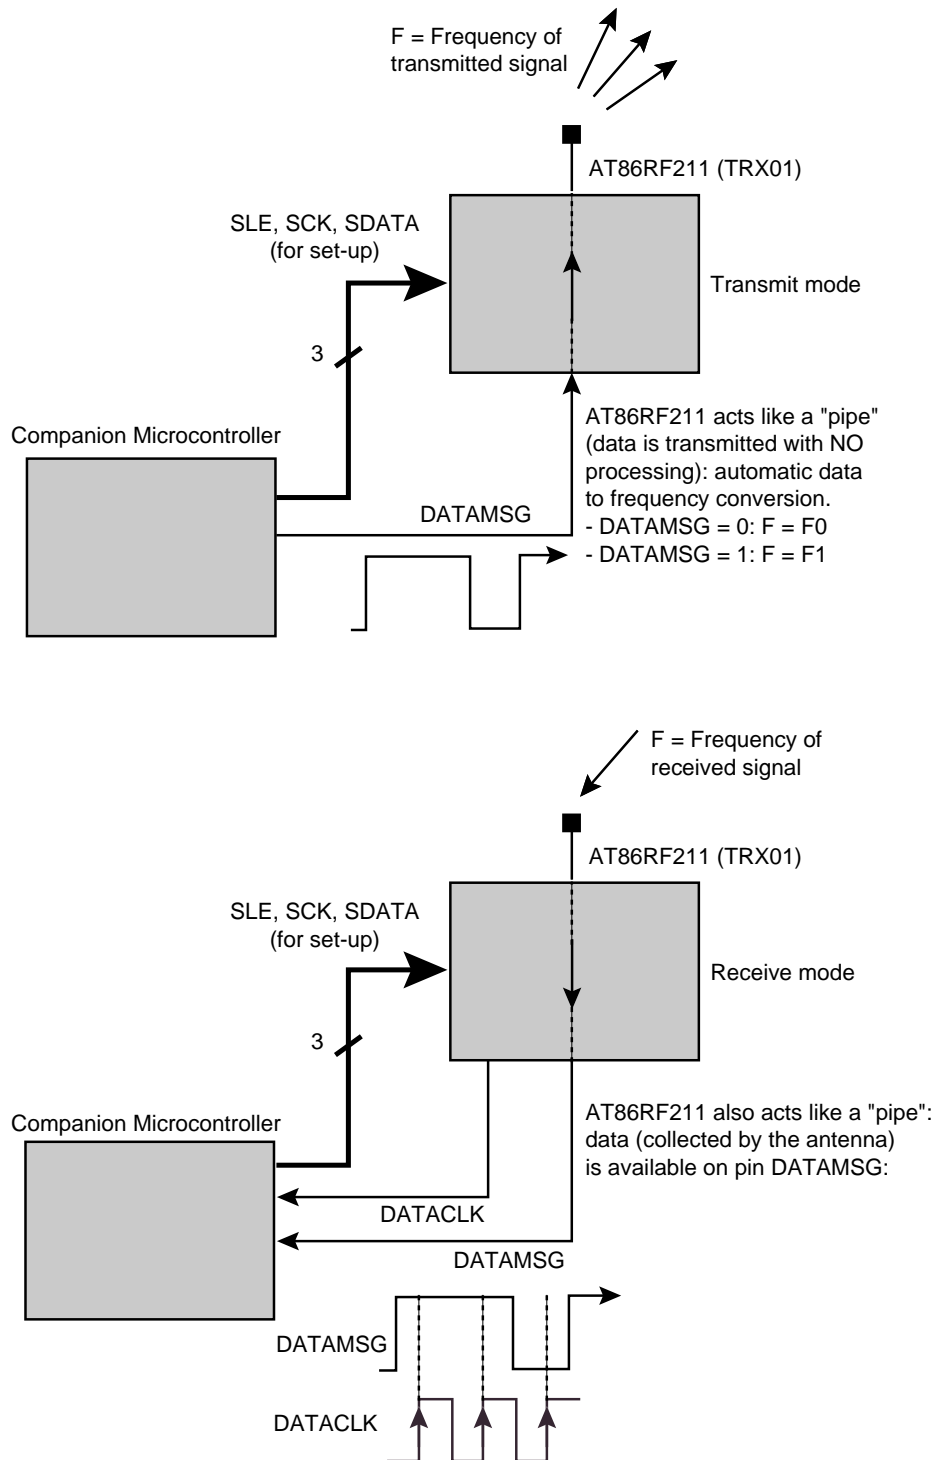 F = Frequency of
transmitted signal
AT86RF211 (TRX01)
SLE, SCK, SDATA
(for set-up)
Transmit mode
3
Companion Microcontroller
AT86RF211 acts like a "pipe"
(data is transmitted with NO
processing): automatic data
to frequency conversion.
- DATAMSG = 0: F = F0
- DATAMSG = 1: F = F1
DATAMSG
F = Frequency of
received signal
AT86RF211 (TRX01)
SLE, SCK, SDATA
(for set-up)
Receive mode
3
Companion Microcontroller
AT86RF211 also acts like a "pipe":
data (collected by the antenna)
is available on pin DATAMSG:
DATACLK
DATAMSG
DATAMSG
DATACLK